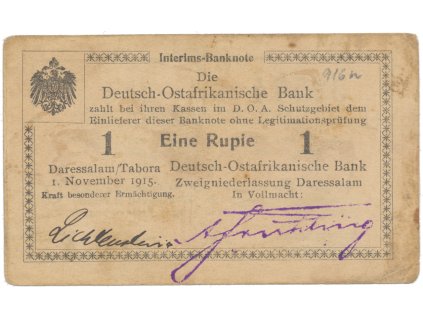 Interims-Banknote
916 n
Die
Deutsch-Ostafrikanische Bank
zahlt bei ihren Kassen im D. O. A. Schutzgebiet dem
Einlieferer dieser Banknote ohne Legitimationsprüfung
1 Eine Rupie 1
Daressalam/Tabora
1. November 1915.
Kraft besonderer Ermächtigung.
Deutsch-Ostafrikanische Bank
Zweigniederlassung Daressalam
In Vollmacht: